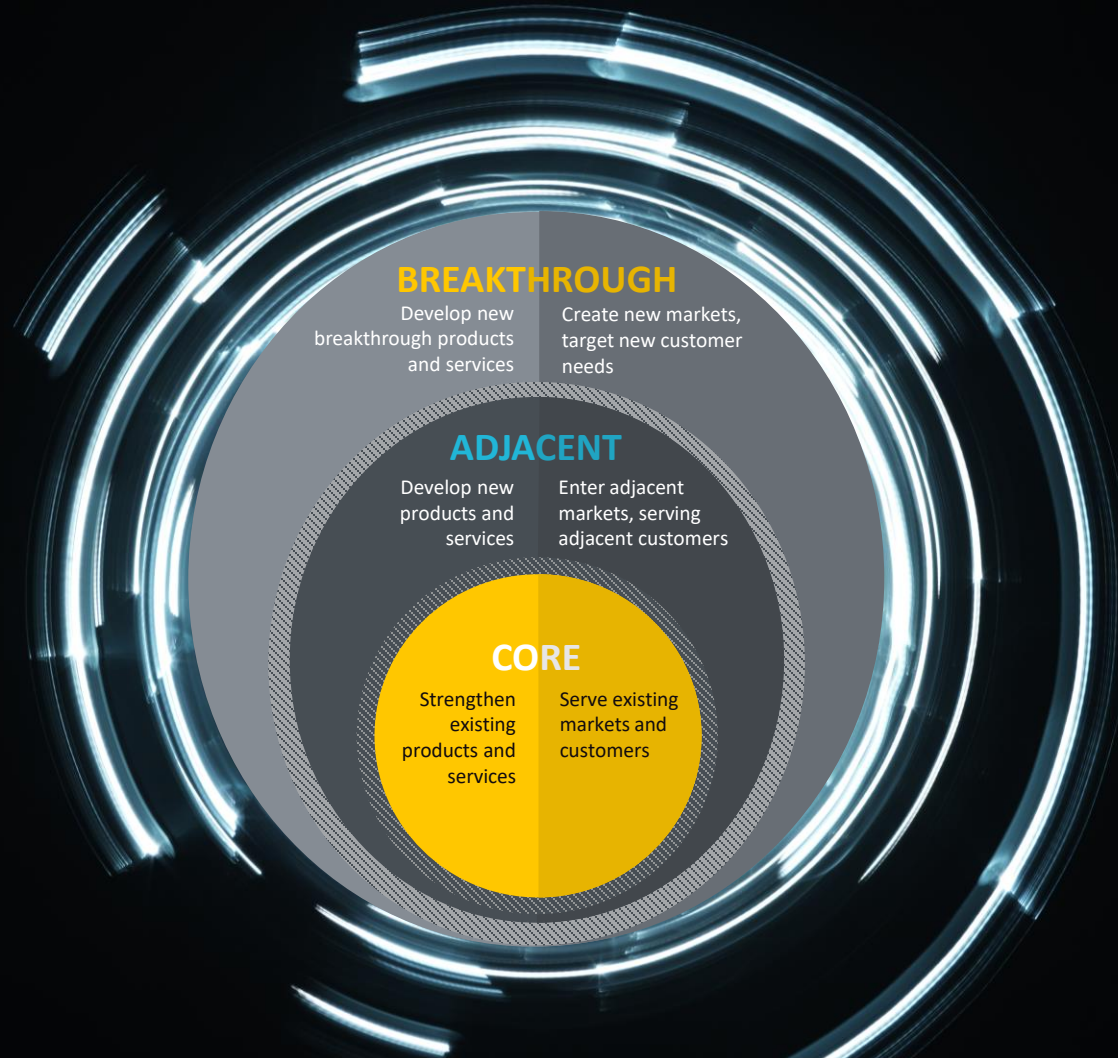 BREAKTHROUGH
Develop new
breakthrough products
and services
Create new markets,
target new customer
needs
ADJACENT
Develop new
products and
services
Enter adjacent
markets, serving
adjacent customers
CORE
Strengthen
existing
products and
services
Serve existing
markets and
customers